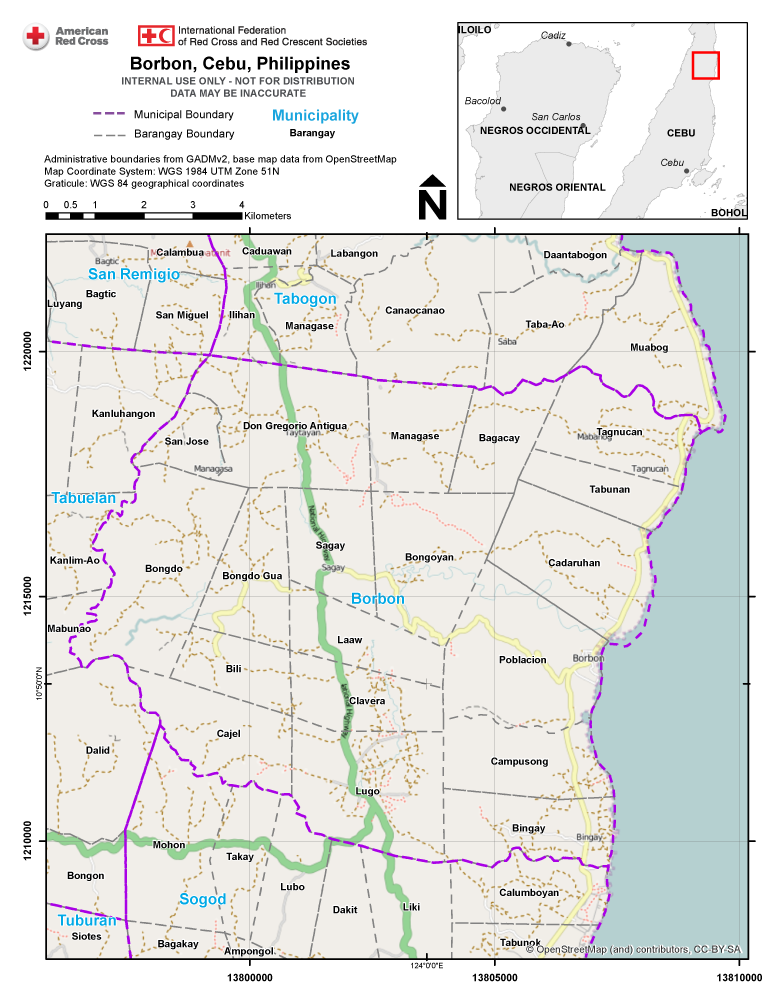 American
Red Cross
International Federation
of Red Cross and Red Crescent Societies
Borbon, Cebu, Philippines
INTERNAL USE ONLY - NOT FOR DISTRIBUTION
DATA MAY BE INACCURATE
Municipal Boundary
Municipality
Barangay Boundary
Barangay
Administrative boundaries from GADMv2, base map data from OpenStreetMap
Map Coordinate System: WGS 1984 UTM Zone 51N
Graticule: WGS 84 geographical coordinates
0 0.5 1 2 3 4
Kilometers
N
ILOILO
Cadiz
Bacolod
San Carlos
NEGROS OCCIDENTAL
CEBU
Cebu
NEGROS ORIENTAL
BOHOL
Calambua
Caduawan
Labangon
Daantabogon
Bagtic
San Remigio
Bagtic
Ilihan
Tabogon
Luyang
San Miguel
Ilihan
Managase
Canaocanao
Taba-Ao
Saba
Muabog
1220000
Kanluhangon
San Jose
Don Gregorio Antigua
Taytayan
Managase
Bagacay
Tagnucan
Mabanog
Managasa
Tagnucan
Tabunan
Tabuelan
National Highway
Sagay
Sagay
Bongoyan
Cadaruhan
Kanlim-Ao
Bongdo
Bongdo Gua
1215000
Borbon
Mabunao
Laaw
Poblacion
Borbon
Bili
10°50'0"N
Clavera
National Highway
Cajel
Dalid
Campusong
Lugo
Bingay
Bingay
1210000
Mohon
Takay
Bongon
Lubo
Calumboyan
Sogod
Dakit
Liki
Tuburan
Siotes
Bagakay
Ampongol
Tabunok
© OpenStreetMap (and) contributors, CC-BY-SA
13800000
124°0'0"E
13805000
13810000